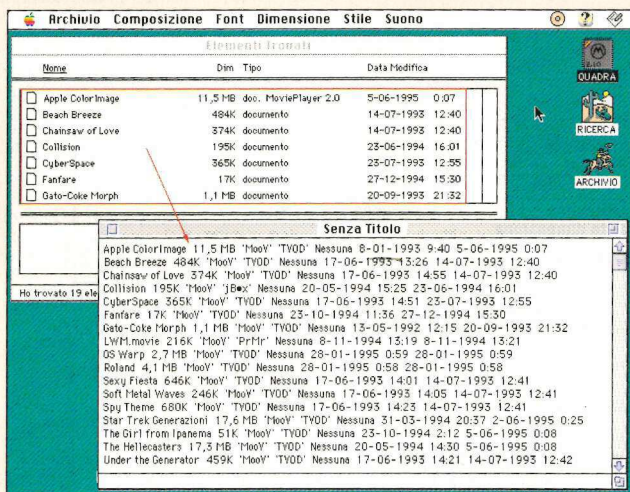 Archivio Composizione Font Dimensione Stile Suono
Elementi trovati
Nome Dim Tipo Data Modifica
Apple ColorImage 11,5 MB doc. MoviePlayer 2.0 5-06-1995 0:07
Beach Breeze 484K documento 14-07-1993 12:40
Chainsaw of Love 374K documento 14-07-1993 12:40
Collision 195K documento 23-06-1994 16:01
CyberSpace 365K documento 23-07-1993 12:55
Fanfare 17K documento 27-12-1994 15:30
Gato-Coke Morph 1,1 MB documento 20-09-1993 21:32
Ho trovato 19 ele
QUADRA
RICERCA
ARCHIVIO
Senza Titolo
Apple ColorImage 11,5 MB 'MooV' 'TVOD' Nessuna 8-01-1993 9:40 5-06-1995 0:07
Beach Breeze 484K 'MooV' 'TVOD' Nessuna 17-06-1993 13:26 14-07-1993 12:40
Chainsaw of Love 374K 'MooV' 'TVOD' Nessuna 17-06-1993 14:55 14-07-1993 12:40
Collision 195K 'MooV' 'jB•x' Nessuna 20-05-1994 15:25 23-06-1994 16:01
CyberSpace 365K 'MooV' 'TVOD' Nessuna 17-06-1993 14:51 23-07-1993 12:55
Fanfare 17K 'MooV' 'TVOD' Nessuna 23-10-1994 11:36 27-12-1994 15:30
Gato-Coke Morph 1,1 MB 'MooV' 'TVOD' Nessuna 13-05-1992 12:15 20-09-1993 21:32
LWM.movie 216K 'MooV' 'PrMr' Nessuna 8-11-1994 13:19 8-11-1994 13:21
OS Warp 2,7 MB 'MooV' 'TVOD' Nessuna 28-01-1995 0:59 28-01-1995 0:59
Roland 4,1 MB 'MooV' 'TVOD' Nessuna 28-01-1995 0:58 28-01-1995 0:58
Sexy Fiesta 646K 'MooV' 'TVOD' Nessuna 17-06-1993 14:01 14-07-1993 12:41
Soft Metal Waves 246K 'MooV' 'TVOD' Nessuna 17-06-1993 14:05 14-07-1993 12:41
Spy Theme 680K 'MooV' 'TVOD' Nessuna 17-06-1993 14:23 14-07-1993 12:41
Star Trek Generazioni 17,6 MB 'MooV' 'TVOD' Nessuna 31-03-1994 20:37 2-06-1995 0:25
The Girl from Ipanema 51K 'MooV' 'TVOD' Nessuna 23-10-1994 2:12 5-06-1995 0:08
The Hellecasters 17,3 MB 'MooV' 'TVOD' Nessuna 20-05-1994 14:30 5-06-1995 0:08
Under the Generator 459K 'MooV' 'TVOD' Nessuna 17-06-1993 14:21 14-07-1993 12:42